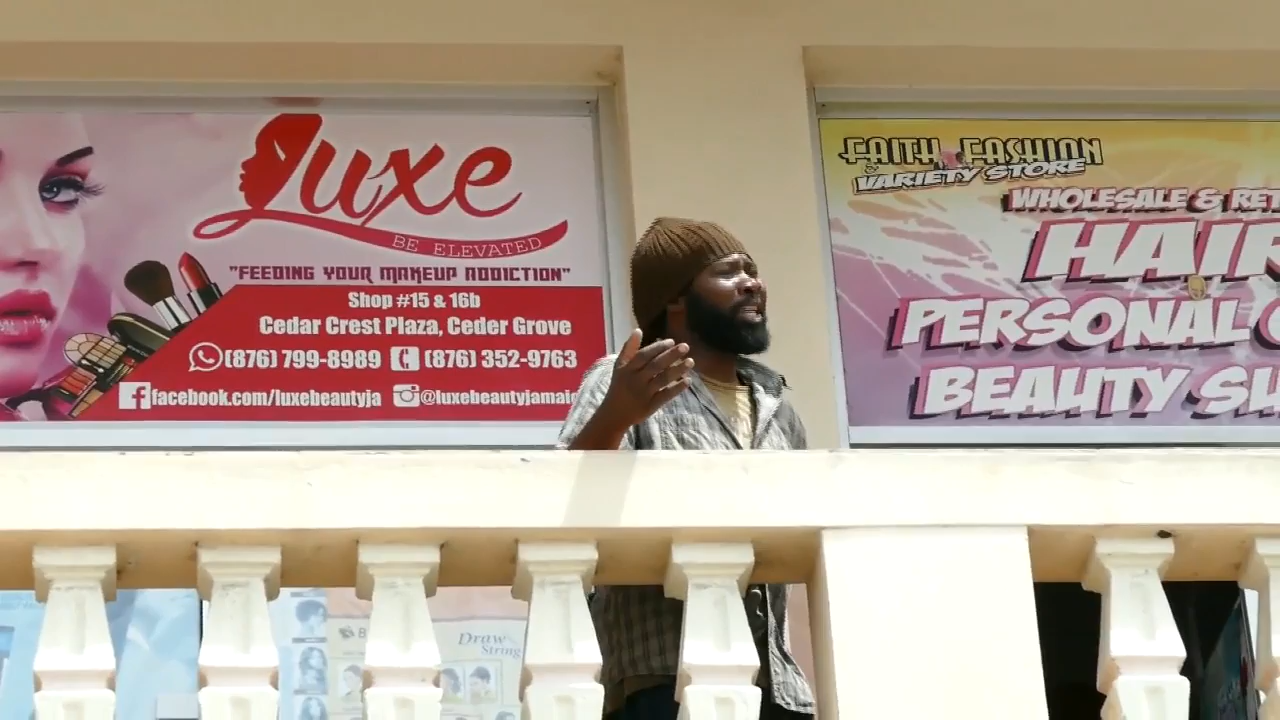 Luxe
BE ELEVATED
"FEEDING YOUR MAKEUP ADDICTION"
Shop #15 & 16b
Cedar Crest Plaza, Ceder Grove
(876) 799-8989 (876) 352-9763
facebook.com/luxebeautyja @luxebeautyjamaic
FAITH FASHION
& VARIETY STORE
WHOLESALE & RET
HAIR
PERSONAL
BEAUTY SU
Draw
String